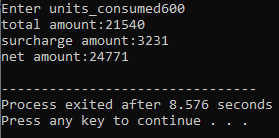 Enter units_consumed600
total amount:21540
surcharge amount:3231
net amount:24771
--------------------------------
Process exited after 8.576 seconds
Press any key to continue . . .